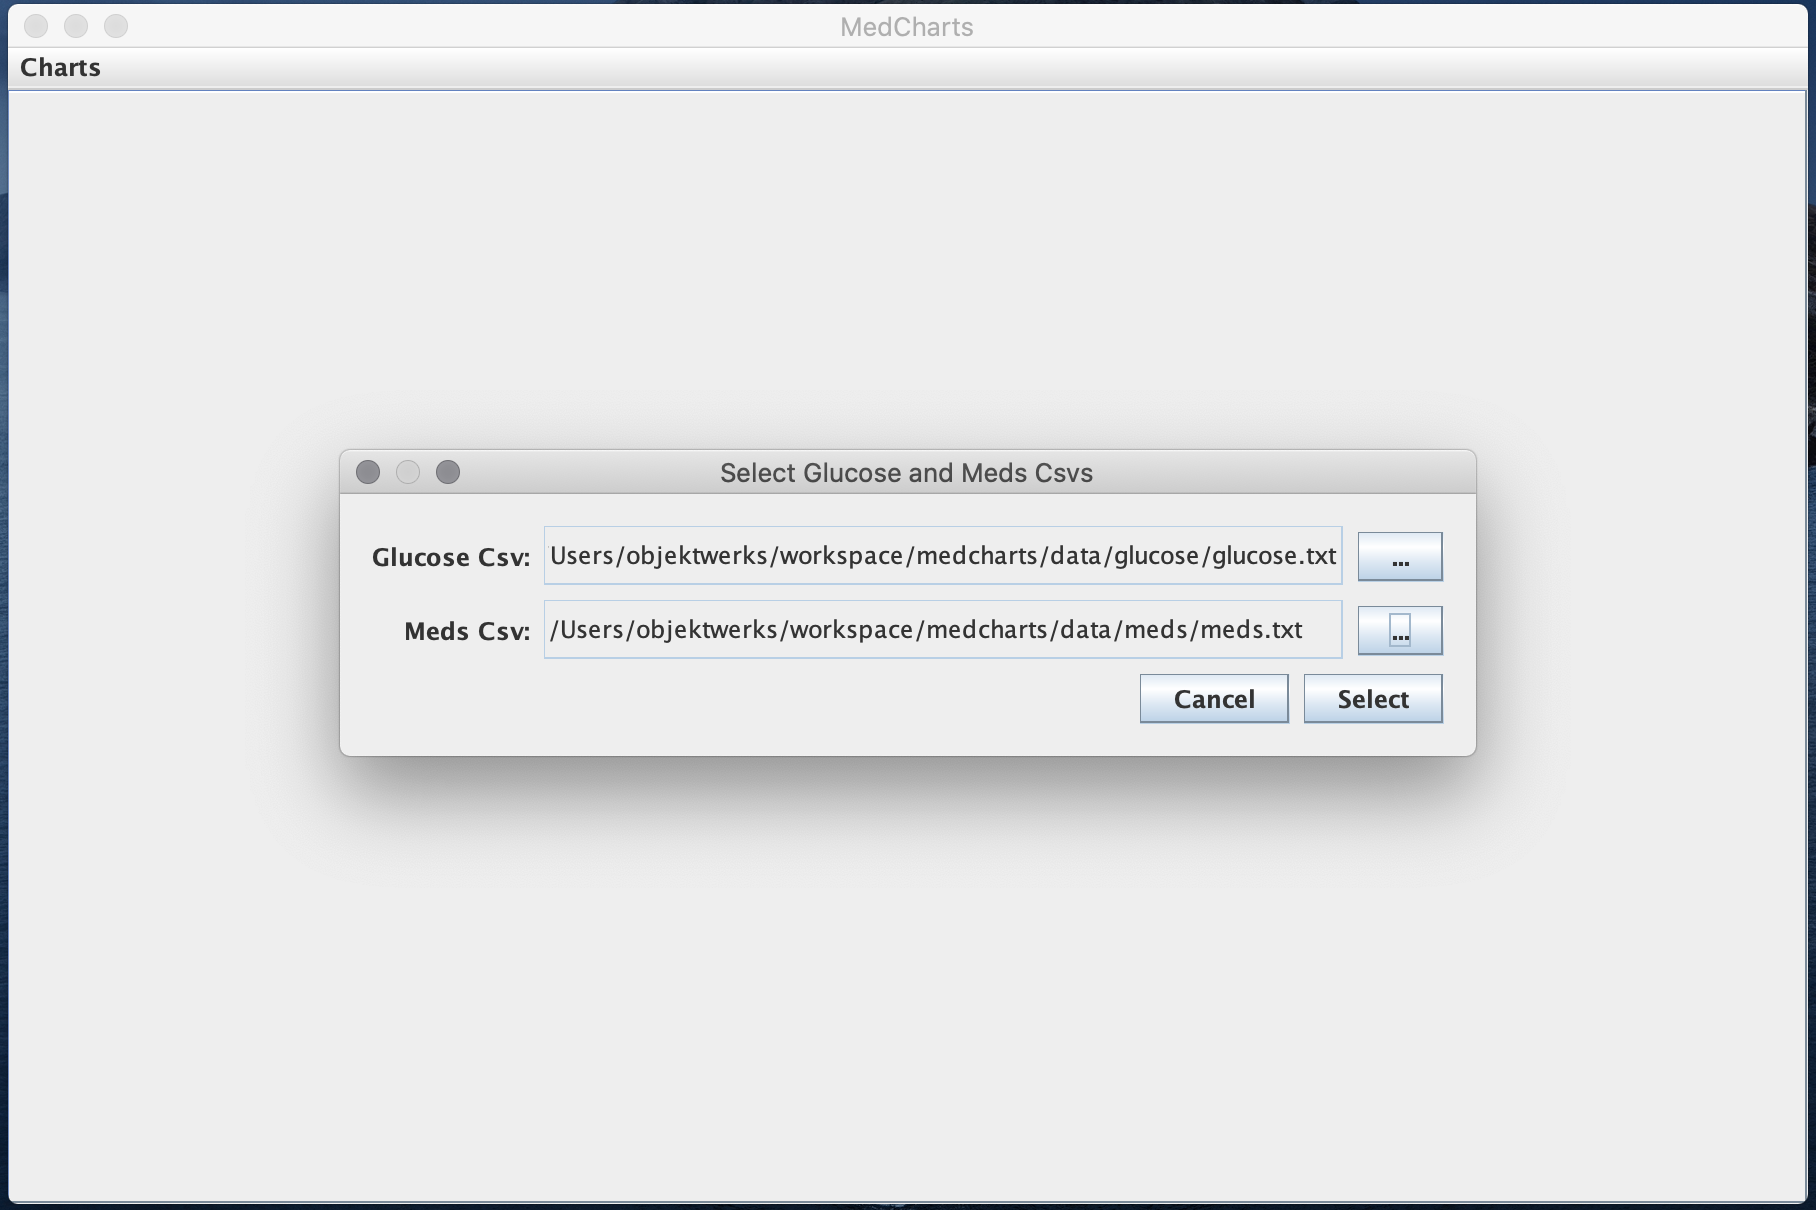 MedCharts
Charts
Select Glucose and Meds Csvs
Glucose Csv: Users/objektwerks/workspace/medcharts/data/glucose/glucose.txt ...
Meds Csv: /Users/objektwerks/workspace/medcharts/data/meds/meds.txt ...
Cancel Select